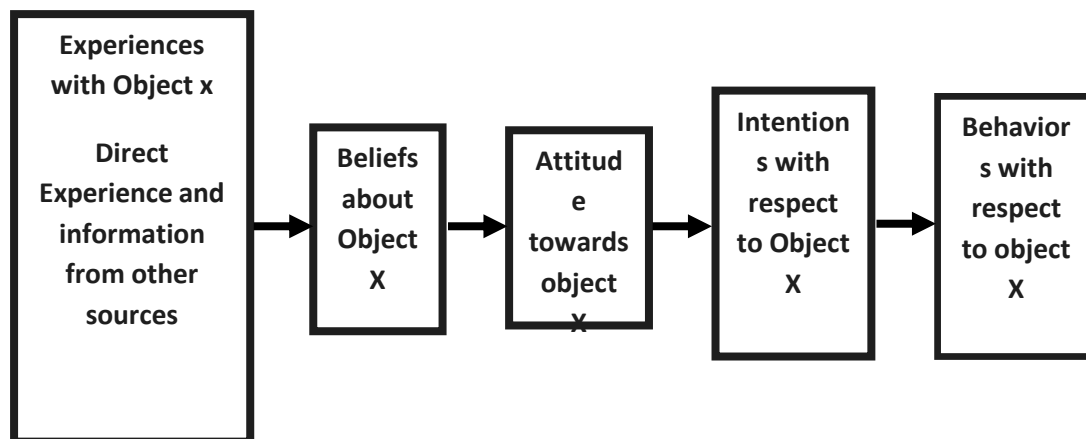 Experiences
with Object x
Direct
Experience and
information
from other
sources
Beliefs
about
Object
X
Attitud
e
towards
object
X
Intention
s with
respect
to Object
X
Behavior
s with
respect
to object
X